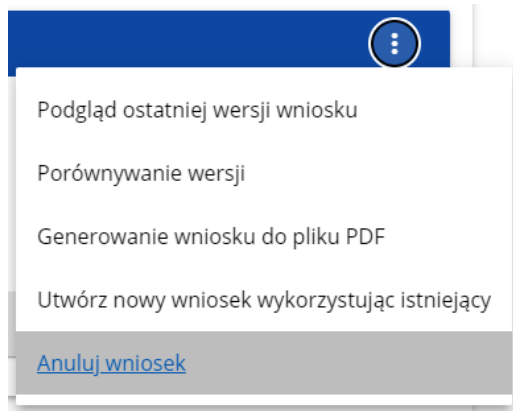 Podgląd ostatniej wersji wniosku
Porównywanie wersji
Generowanie wniosku do pliku PDF
Utwórz nowy wniosek wykorzystując istniejący
Anuluj wniosek